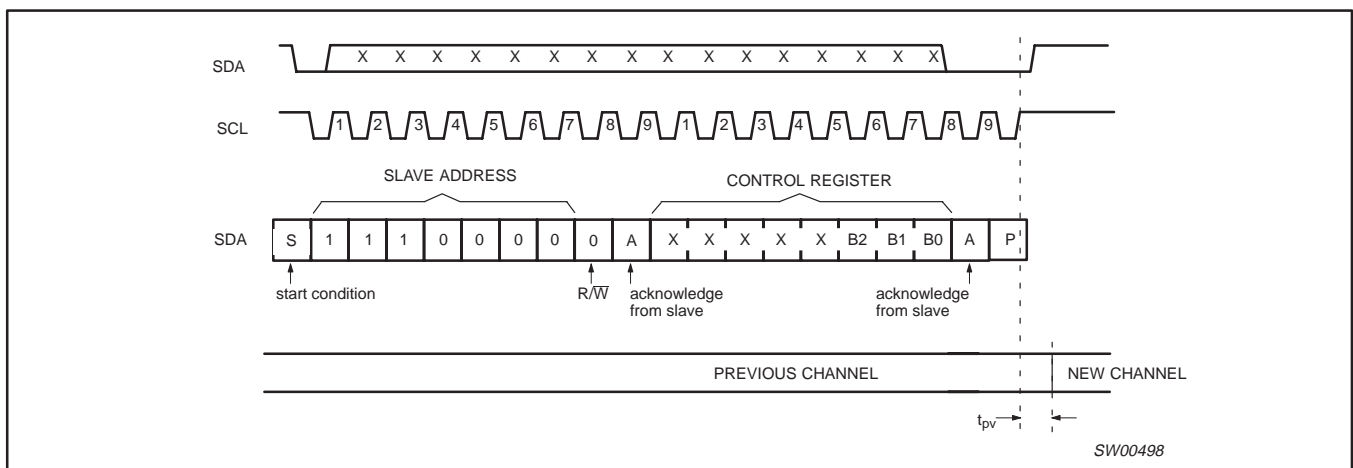 SDA X X X X X X X X X X X X X X X X
SCL 1 2 3 4 5 6 7 8 9 1 2 3 4 5 6 7 8 9
SLAVE ADDRESS CONTROL REGISTER
SDA S 1 1 1 0 0 0 0 0 A X X X X X B2 B1 B0 A P
start condition R/W̅ acknowledge from slave acknowledge from slave
PREVIOUS CHANNEL NEW CHANNEL
tpv
SW00498